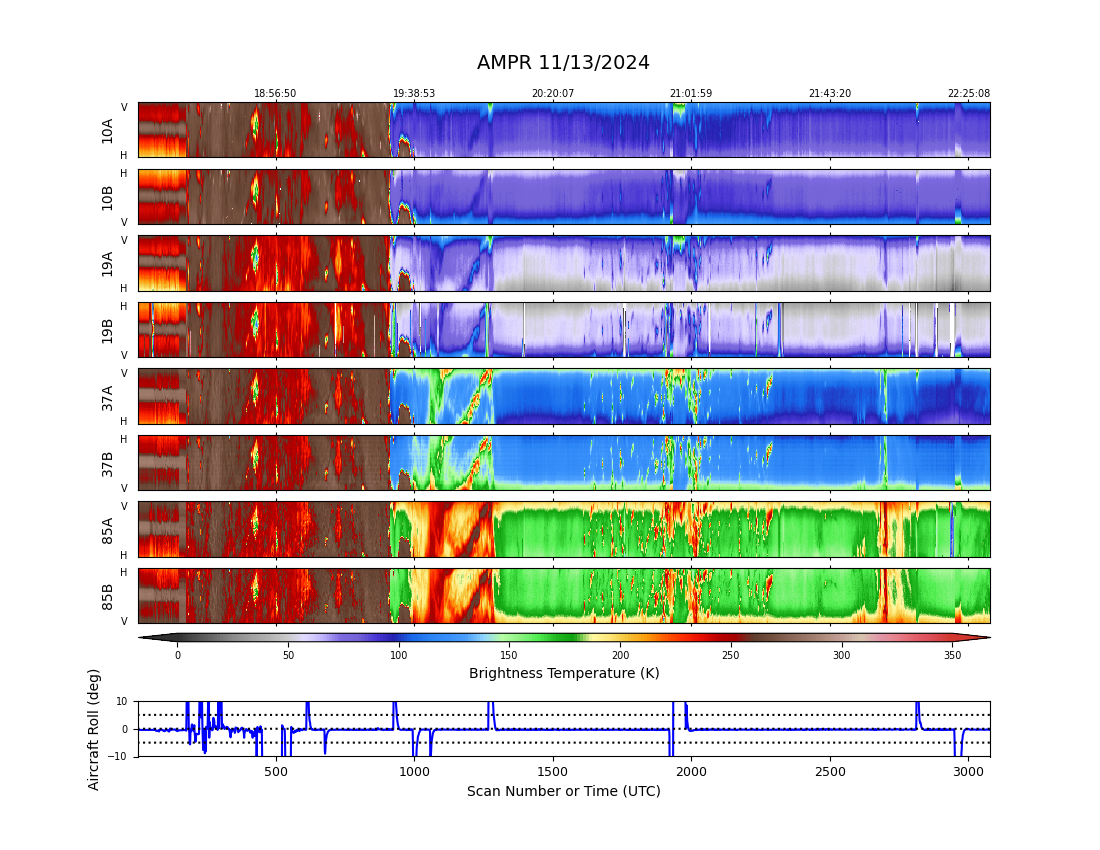 AMPR 11/13/2024
18:56:50 19:38:53 20:20:07 21:01:59 21:43:20 22:25:08
V
10A
H
H
10B
V
V
19A
H
H
19B
V
V
37A
H
H
37B
V
V
85A
H
H
85B
V
0 50 100 150 200 250 300 350
Brightness Temperature (K)
Aircraft Roll (deg)
10
0
−10
500 1000 1500 2000 2500 3000
Scan Number or Time (UTC)